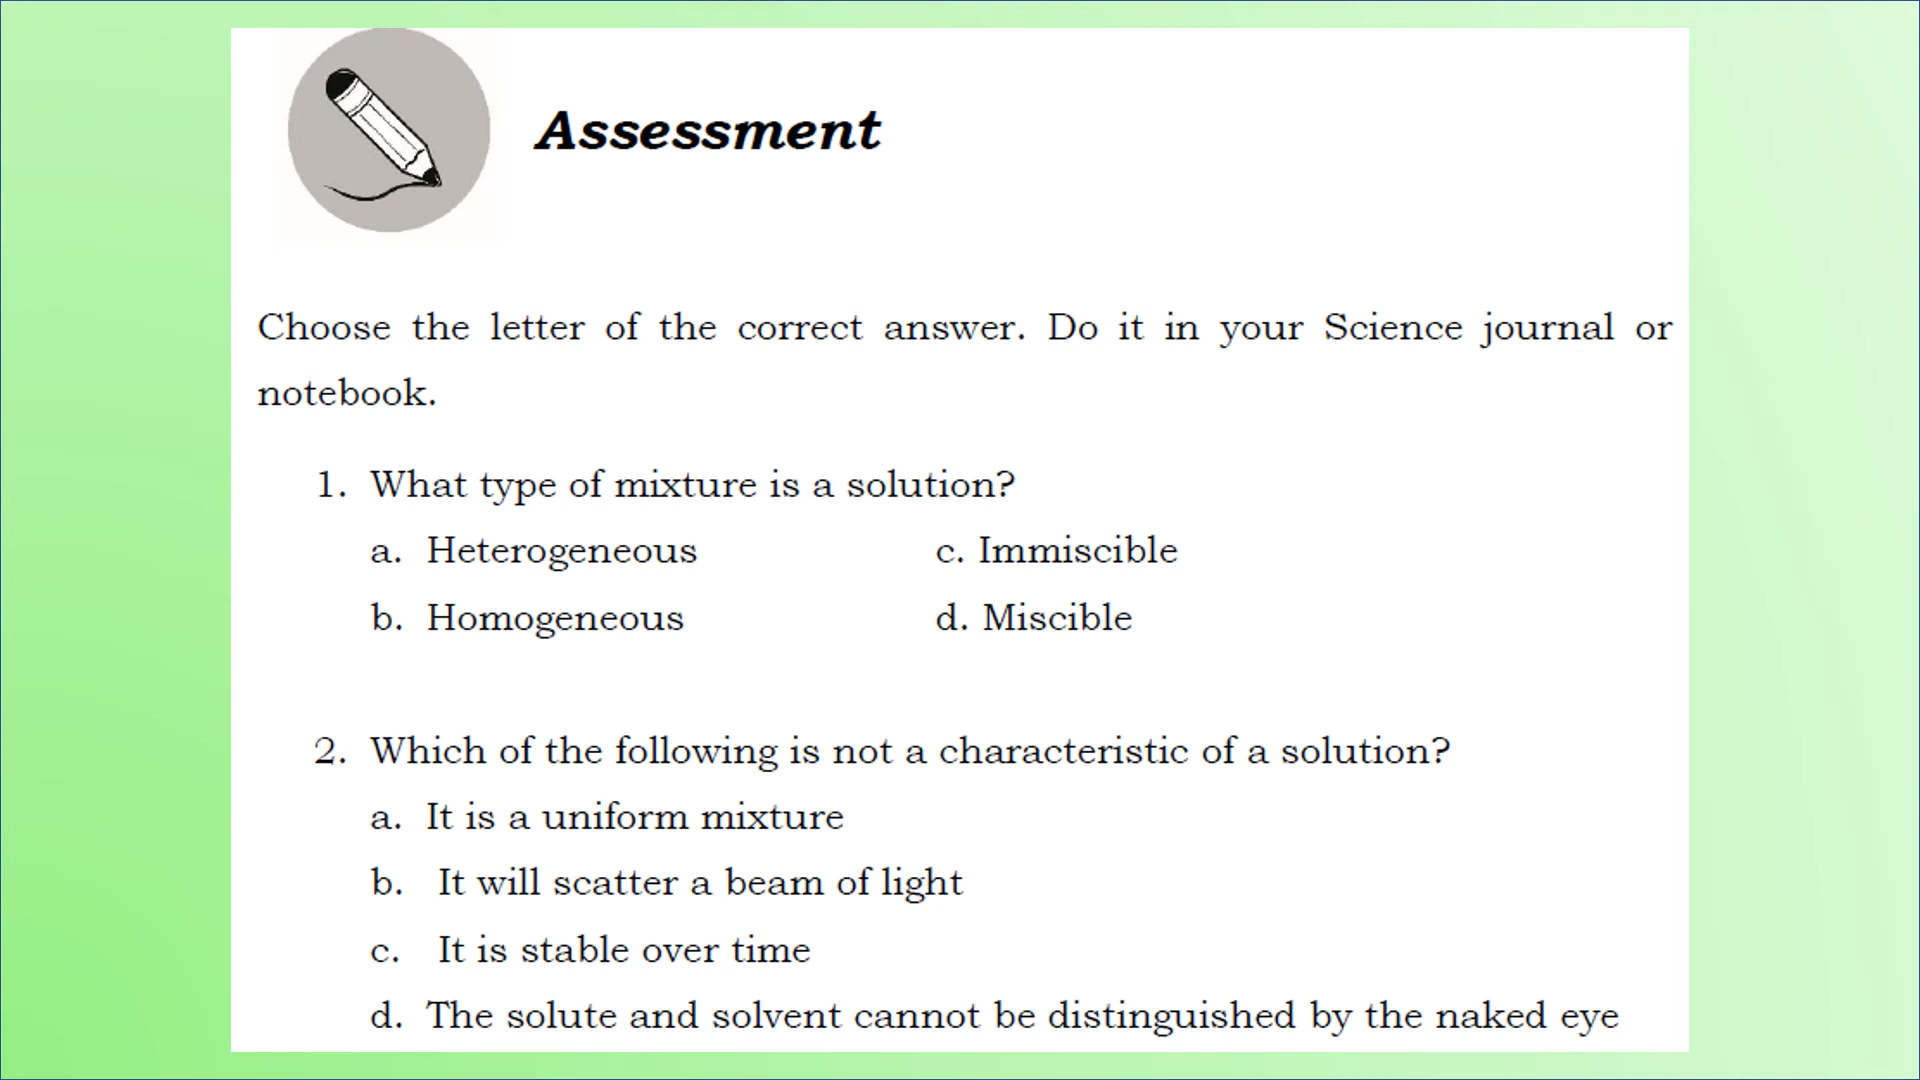 Assessment
Choose the letter of the correct answer. Do it in your Science journal or
notebook.
1. What type of mixture is a solution?
a. Heterogeneous c. Immiscible
b. Homogeneous d. Miscible
2. Which of the following is not a characteristic of a solution?
a. It is a uniform mixture
b. It will scatter a beam of light
c. It is stable over time
d. The solute and solvent cannot be distinguished by the naked eye